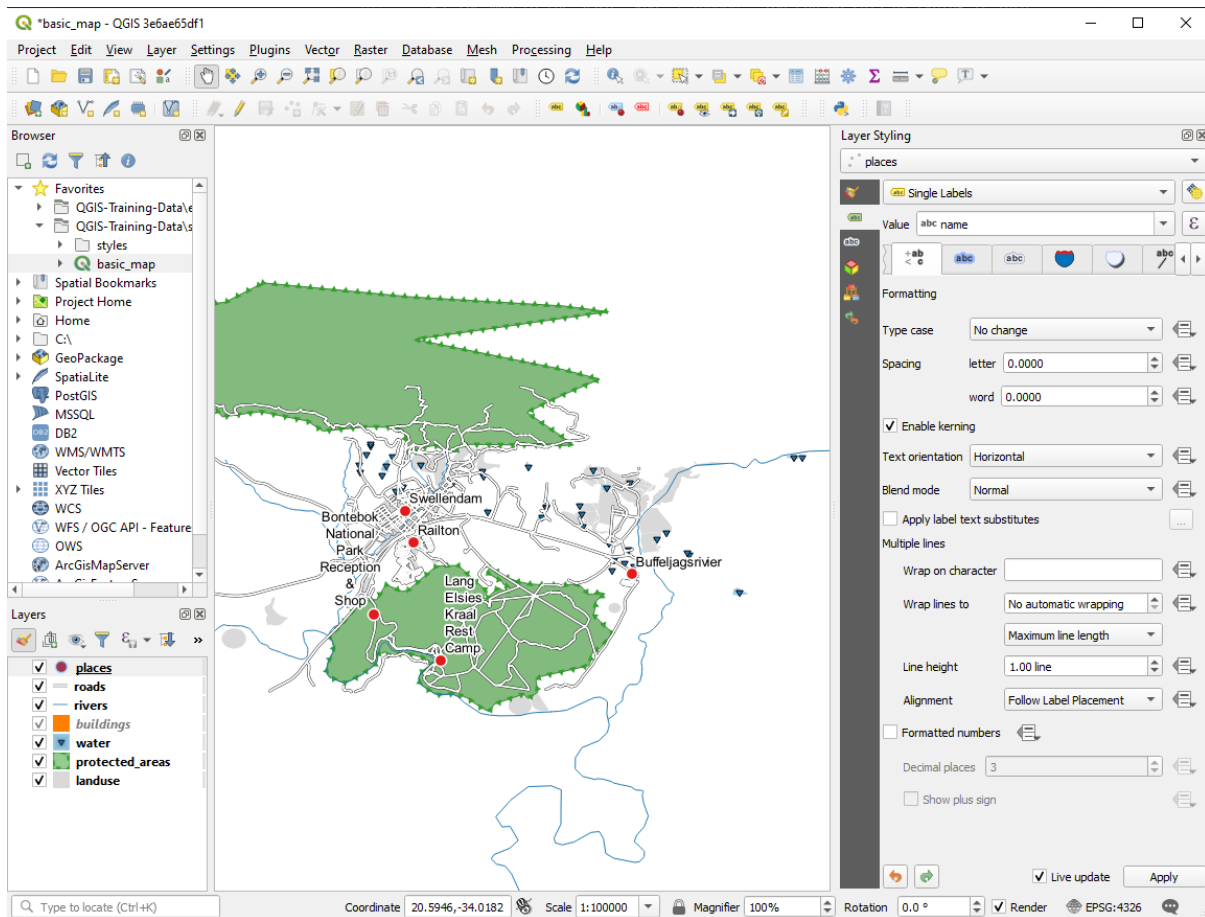 *basic_map - QGIS 3e6ae65df1
Project Edit View Layer Settings Plugins Vector Raster Database Mesh Processing Help
Browser
Favorites
QGIS-Training-Data\e
QGIS-Training-Data\s
styles
basic_map
Spatial Bookmarks
Project Home
Home
C:\
GeoPackage
SpatiaLite
PostGIS
MSSQL
DB2
WMS/WMTS
Vector Tiles
XYZ Tiles
WCS
WFS / OGC API - Feature
OWS
ArcGisMapServer
Layers
places
roads
rivers
buildings
water
protected_areas
landuse
Swellendam
Bontebok
National
Park
Reception
&
Shop
Railton
Buffeljagsrivier
Lang
Elsies
Kraal
Rest
Camp
Layer Styling
places
Single Labels
Value abc name
+ab
< c
abc
abc
abc
Formatting
Type case No change
Spacing letter 0.0000
word 0.0000
Enable kerning
Text orientation Horizontal
Blend mode Normal
Apply label text substitutes ...
Multiple lines
Wrap on character
Wrap lines to No automatic wrapping
Maximum line length
Line height 1.00 line
Alignment Follow Label Placement
Formatted numbers
Decimal places 3
Show plus sign
Live update Apply
Type to locate (Ctrl+K) Coordinate 20.5946,-34.0182 Scale 1:100000 Magnifier 100% Rotation 0.0 ° Render EPSG:4326